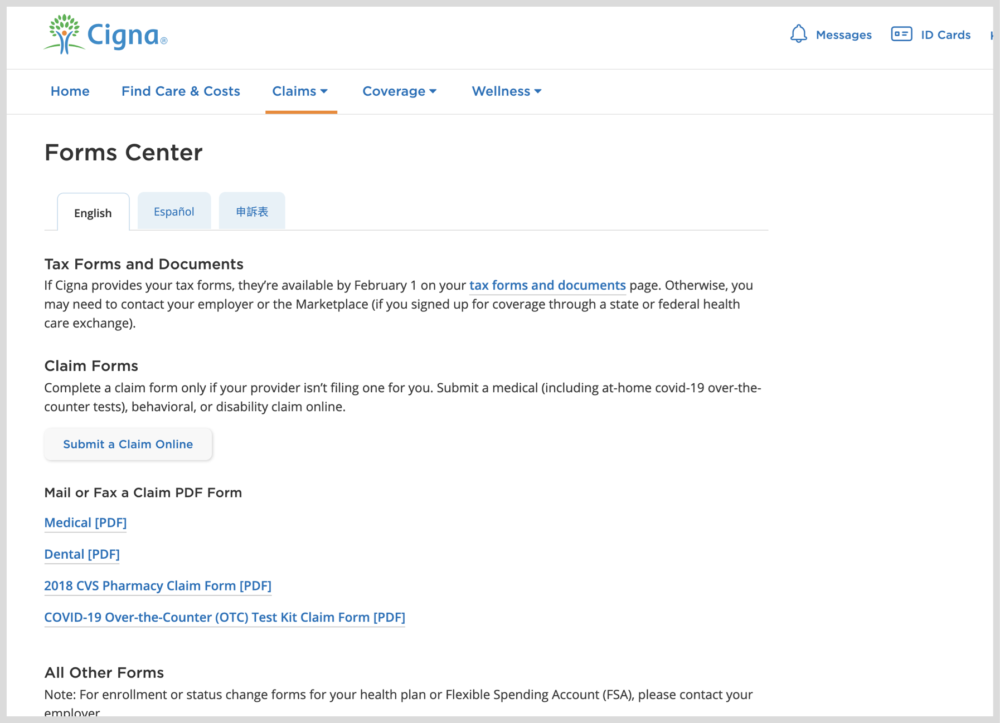 Cigna®
Messages
ID Cards
Home
Find Care & Costs
Claims
Coverage
Wellness
Forms Center
English
Español
申訴表
Tax Forms and Documents
If Cigna provides your tax forms, they’re available by February 1 on your tax forms and documents page. Otherwise, you
may need to contact your employer or the Marketplace (if you signed up for coverage through a state or federal health
care exchange).
Claim Forms
Complete a claim form only if your provider isn’t filing one for you. Submit a medical (including at-home covid-19 over-the-
counter tests), behavioral, or disability claim online.
Submit a Claim Online
Mail or Fax a Claim PDF Form
Medical [PDF]
Dental [PDF]
2018 CVS Pharmacy Claim Form [PDF]
COVID-19 Over-the-Counter (OTC) Test Kit Claim Form [PDF]
All Other Forms
Note: For enrollment or status change forms for your health plan or Flexible Spending Account (FSA), please contact your
employer